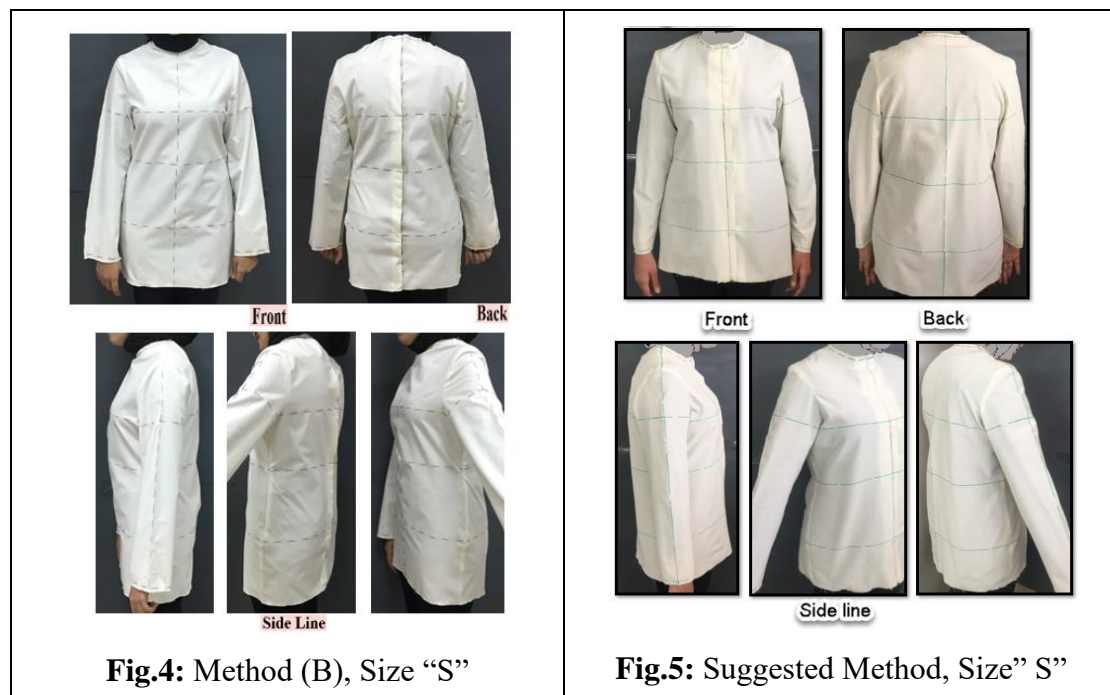 Front
Back
Side Line
Fig.4: Method (B), Size “S”
Front
Back
Side line
Fig.5: Suggested Method, Size” S”